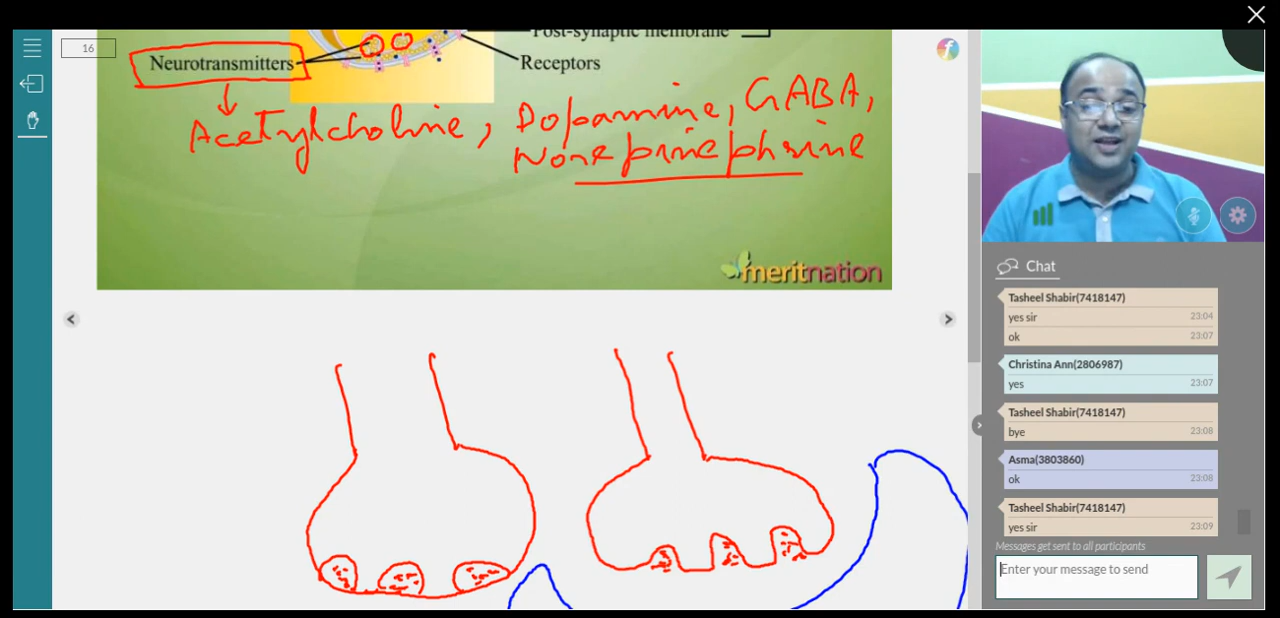 16
Post-synaptic membrane
Neurotransmitters
Receptors
Acetylcholine, Dopamine, GABA,
Norepinephrine
meritnation
Chat
Tasheel Shabir(7418147)
yes sir 23:04
ok 23:07
Christina Ann(2806987)
yes 23:07
Tasheel Shabir(7418147)
bye 23:08
Asma(3803860)
ok 23:08
Tasheel Shabir(7418147)
yes sir 23:09
Messages get sent to all participants
Enter your message to send